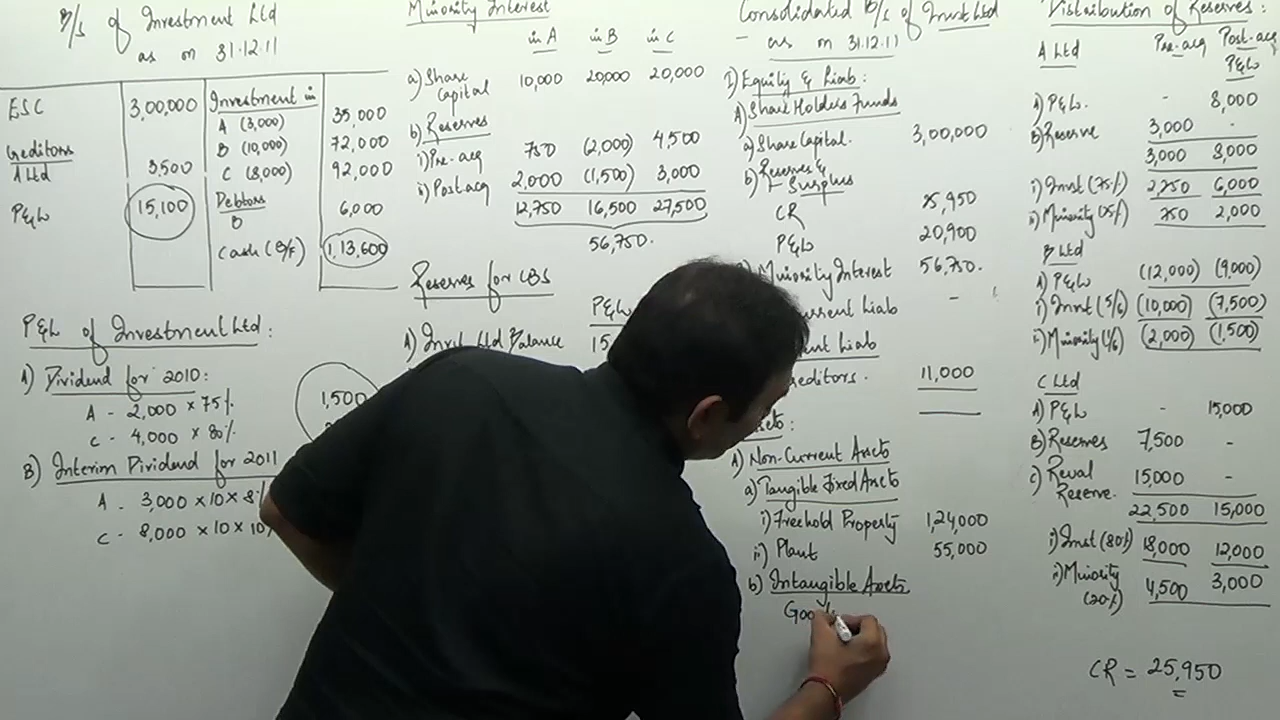 B/s of Investment Ltd
as on 31.12.11
ESC 3,00,000 Investment in
A (3,000) 35,000
B (10,000) 72,000
C (8,000) 92,000
Creditors
A Ltd 3,500
P&L 15,100
Debtors
B 6,000
Cash (B/F) 1,13,600
P&L of Investment Ltd:
A) Dividend for 2010:
A - 2,000 × 75% 1,500
C - 4,000 × 80%
B) Interim Dividend for 2011
A - 3,000 × 10 × 8%
C - 8,000 × 10 × 10
Minority Interest
in A in B in C
a) Share Capital 10,000 20,000 20,000
b) Reserves
i) Pre-acq 750 (2,000) 4,500
ii) Post acq 2,000 (1,500) 3,000
12,750 16,500 27,500
56,750.
Reserves for CBS
P&L
A) Invt Ltd Balance 15
Consolidated B/s of Invst Ltd
as on 31.12.11
I) Equity & Liab:
A) Share Holders Funds
a) Share Capital. 3,00,000
b) Reserves &
Surplus
CR 25,950
P&L 20,900
Minority Interest 56,750.
Current Liab -
Liab
Creditors. 11,000
Assets:
A) Non-Current Assets
a) Tangible Fixed Assets
i) Freehold Property 1,24,000
ii) Plant 55,000
b) Intangible Assets
Distribution of Reserves:
A Ltd Pre-acq Post-acq
P&L
A) P&L. - 8,000
B) Reserve 3,000 -
3,000 8,000
i) Invst (75%) 2,250 6,000
ii) Minority (25%) 750 2,000
B Ltd
A) P&L (12,000) (9,000)
i) Invst (5/6) (10,000) (7,500)
ii) Minority (1/6) (2,000) (1,500)
C Ltd
A) P&L - 15,000
B) Reserves 7,500 -
c) Reval
Reserve. 15,000 -
22,500 15,000
i) Invst (80%) 18,000 12,000
ii) Minority
(20%) 4,500 3,000
CR = 25,950